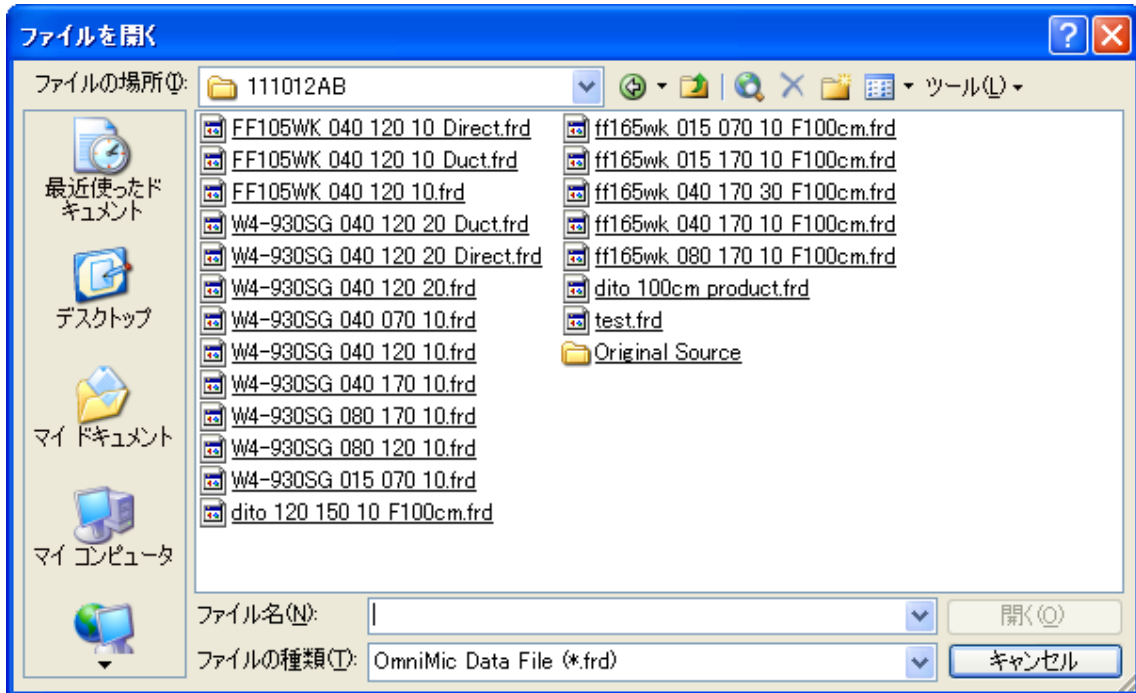 ファイルを開く
ファイルの場所(I):
111012AB
ツール(L)
最近使ったド
キュメント
デスクトップ
マイ ドキュメント
マイ コンピュータ
FF105WK 040 120 10 Direct.frd
FF105WK 040 120 10 Duct.frd
FF105WK 040 120 10.frd
W4-930SG 040 120 20 Duct.frd
W4-930SG 040 120 20 Direct.frd
W4-930SG 040 120 20.frd
W4-930SG 040 070 10.frd
W4-930SG 040 120 10.frd
W4-930SG 040 170 10.frd
W4-930SG 080 170 10.frd
W4-930SG 080 120 10.frd
W4-930SG 015 070 10.frd
dito 120 150 10 F100cm.frd
ff165wk 015 070 10 F100cm.frd
ff165wk 015 170 10 F100cm.frd
ff165wk 040 170 30 F100cm.frd
ff165wk 040 170 10 F100cm.frd
ff165wk 080 170 10 F100cm.frd
dito 100cm product.frd
test.frd
Original Source
ファイル名(N):
開く(O)
ファイルの種類(T):
OmniMic Data File (*.frd)
キャンセル